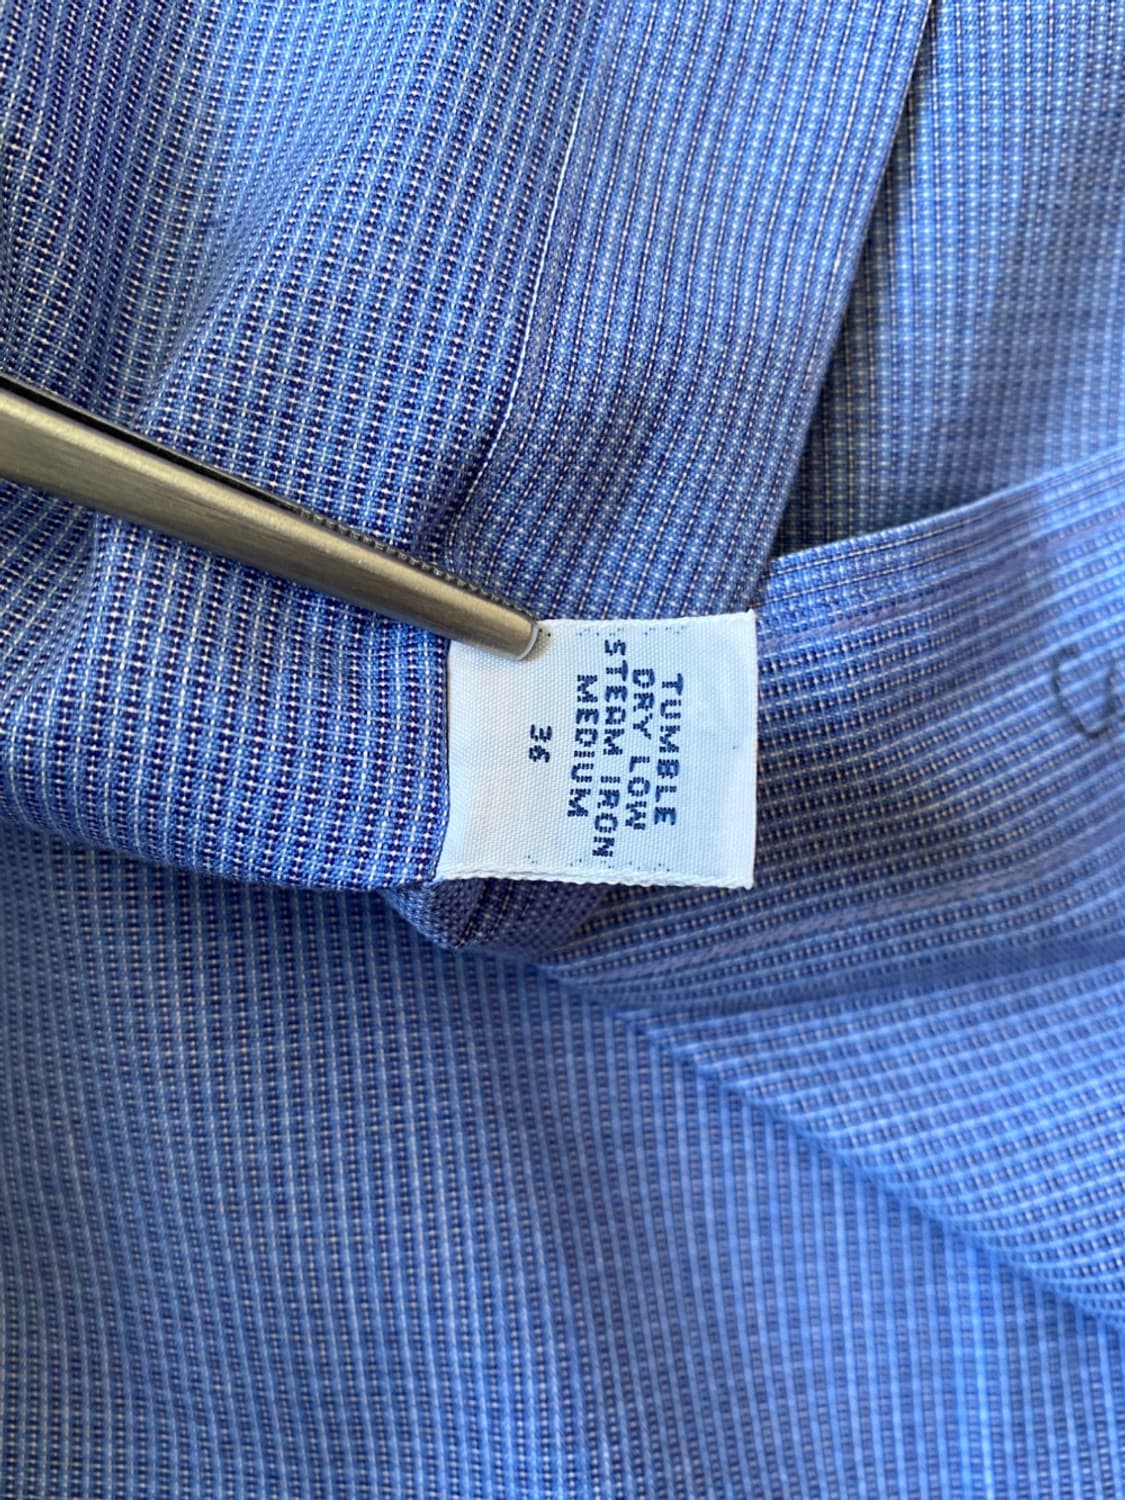 TUMBLE
DRY LOW
STEAM IRON
MEDIUM
36